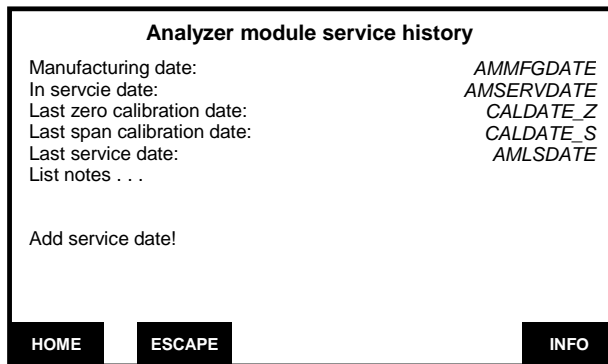 Analyzer module service history
Manufacturing date: AMMFGDATE
In servcie date: AMSERVDATE
Last zero calibration date: CALDATE_Z
Last span calibration date: CALDATE_S
Last service date: AMLSDATE
List notes . . .
Add service date!
HOME ESCAPE INFO